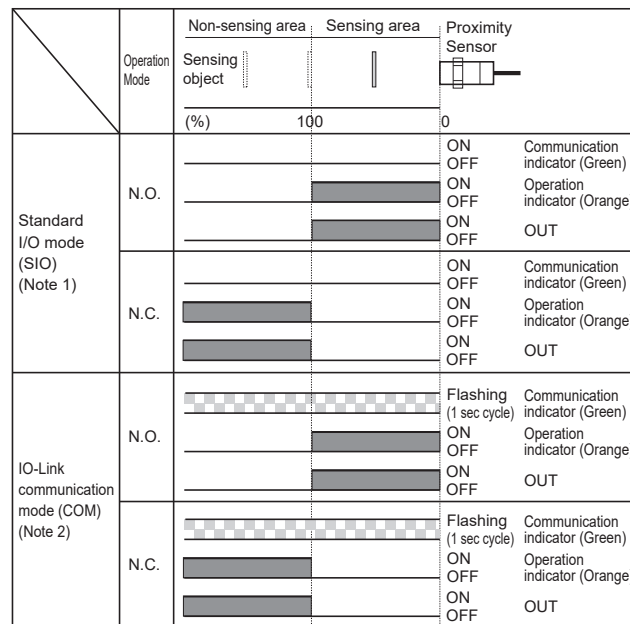 Operation
Mode
Non-sensing area
Sensing area
Proximity
Sensor
Sensing
object
(%)
100
0
Standard
I/O mode
(SIO)
(Note 1)
N.O.
ON
OFF
Communication
indicator (Green)
ON
OFF
Operation
indicator (Orange
ON
OFF
OUT
N.C.
ON
OFF
Communication
indicator (Green)
ON
OFF
Operation
indicator (Orange
ON
OFF
OUT
IO-Link
communication
mode (COM)
(Note 2)
N.O.
Flashing
(1 sec cycle)
Communication
indicator (Green)
ON
OFF
Operation
indicator (Orange
ON
OFF
OUT
N.C.
Flashing
(1 sec cycle)
Communication
indicator (Green)
ON
OFF
Operation
indicator (Orange
ON
OFF
OUT